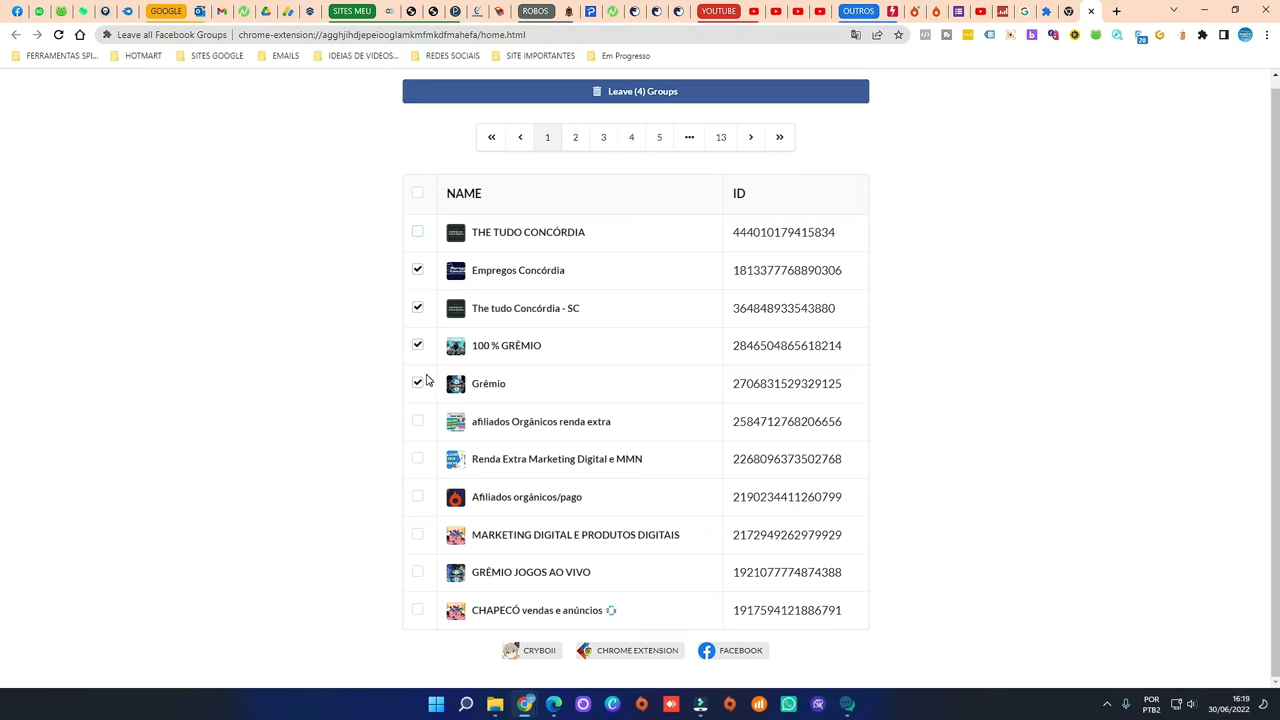 GOOGLE
SITES MEU
ROBOS
YOUTUBE
OUTROS
Leave all Facebook Groups | chrome-extension://agghjhdjepeiooglamkmfmkdfmahefa/home.html
FERRAMENTAS SPI...
HOTMART
SITES GOOGLE
EMAILS
IDEIAS DE VIDEOS...
REDES SOCIAIS
SITE IMPORTANTES
Em Progresso
Leave (4) Groups
1 2 3 4 5 ••• 13
NAME ID
THE TUDO CONCÓRDIA 444010179415834
Empregos Concórdia 1813377768890306
The tudo Concórdia - SC 364848933543880
100 % GRÊMIO 2846504865618214
Grêmio 2706831529329125
afiliados Orgânicos renda extra 2584712768206656
Renda Extra Marketing Digital e MMN 2268096373502768
Afiliados orgânicos/pago 2190234411260799
MARKETING DIGITAL E PRODUTOS DIGITAIS 2172949262979929
GRÊMIO JOGOS AO VIVO 1921077774874388
CHAPECÓ vendas e anúncios 1917594121886791
CRYBOII
CHROME EXTENSION
FACEBOOK
POR
PTB2
16:19
30/06/2022